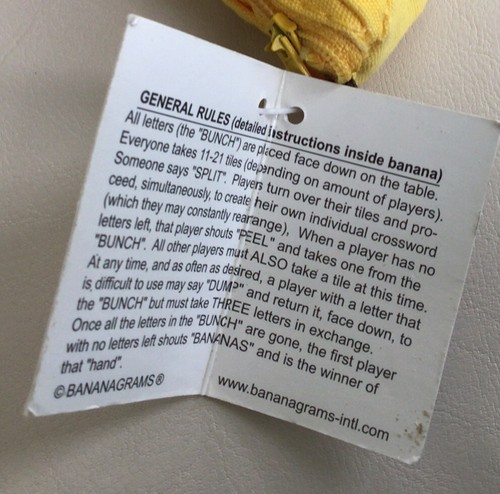 GENERAL RULES (detailed instructions inside banana)
All letters (the "BUNCH") are placed face down on the table.
Everyone takes 11-21 tiles (depending on amount of players).
Someone says "SPLIT". Players turn over their tiles and pro-
ceed, simultaneously, to create their own individual crossword
(which they may constantly rearrange). When a player has no
letters left, that player shouts "PEEL" and takes one from the
"BUNCH". All other players must ALSO take a tile at this time.
At any time, and as often as desired, a player with a letter that
is difficult to use may say "DUMP" and return it, face down, to
the "BUNCH" but must take THREE letters in exchange.
Once all the letters in the "BUNCH" are gone, the first player
with no letters left shouts "BANANAS" and is the winner of
that "hand".
©BANANAGRAMS®
www.bananagrams-intl.com